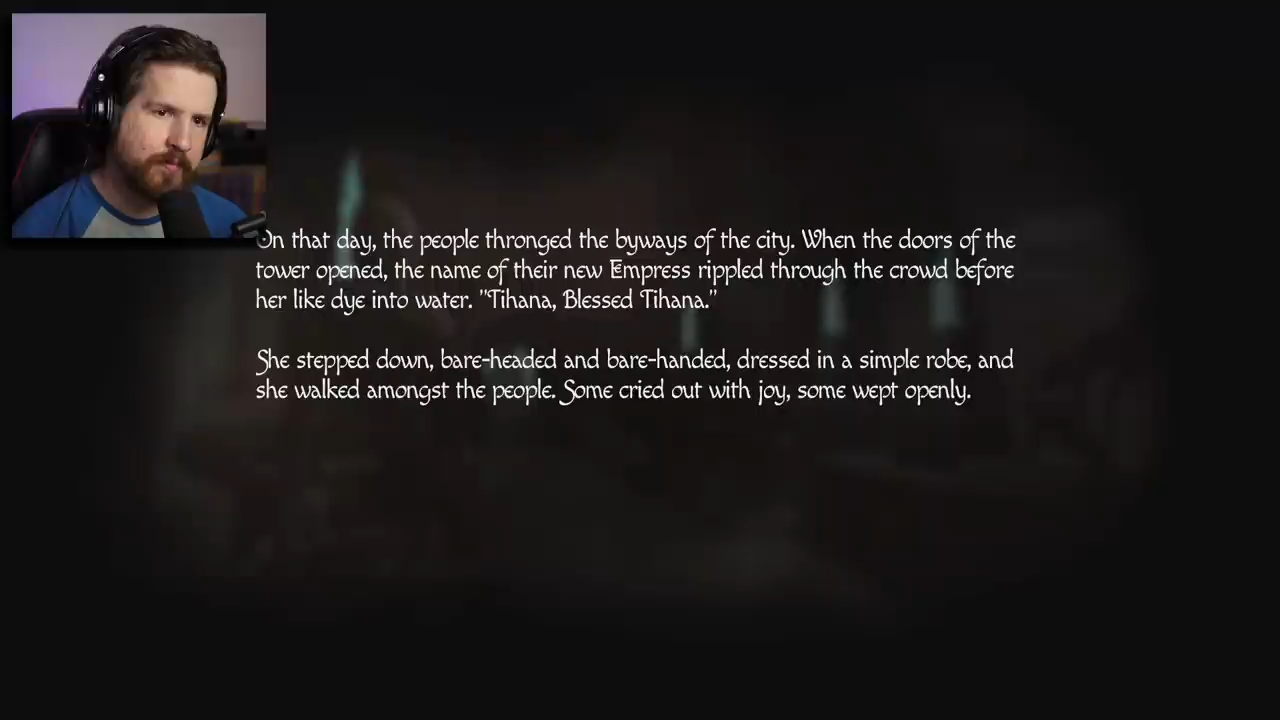 On that day, the people thronged the byways of the city. When the doors of the
tower opened, the name of their new Empress rippled through the crowd before
her like dye into water. "Tihana, Blessed Tihana."
She stepped down, bare-headed and bare-handed, dressed in a simple robe, and
she walked amongst the people. Some cried out with joy, some wept openly.